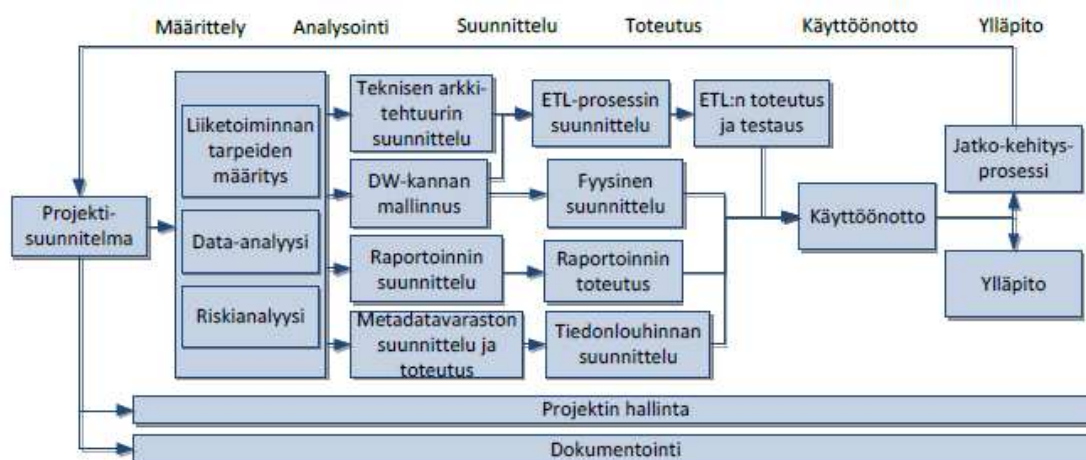 Määrittely Analysointi Suunnittelu Toteutus Käyttöönotto Ylläpito
Projekti-
suunnitelma
Liiketoiminnan
tarpeiden
määritys
Data-analyysi
Riskianalyysi
Teknisen arkki-
tehtuurin
suunnittelu
DW-kannan
mallinnus
Raportoinnin
suunnittelu
Metadatavaraston
suunnittelu ja
toteutus
ETL-prosessin
suunnittelu
Fyysinen
suunnittelu
Raportoinnin
toteutus
Tiedonlouhinnan
suunnittelu
ETL:n toteutus
ja testaus
Käyttöönotto
Jatko-kehitys-
prosessi
Ylläpito
Projektin hallinta
Dokumentointi